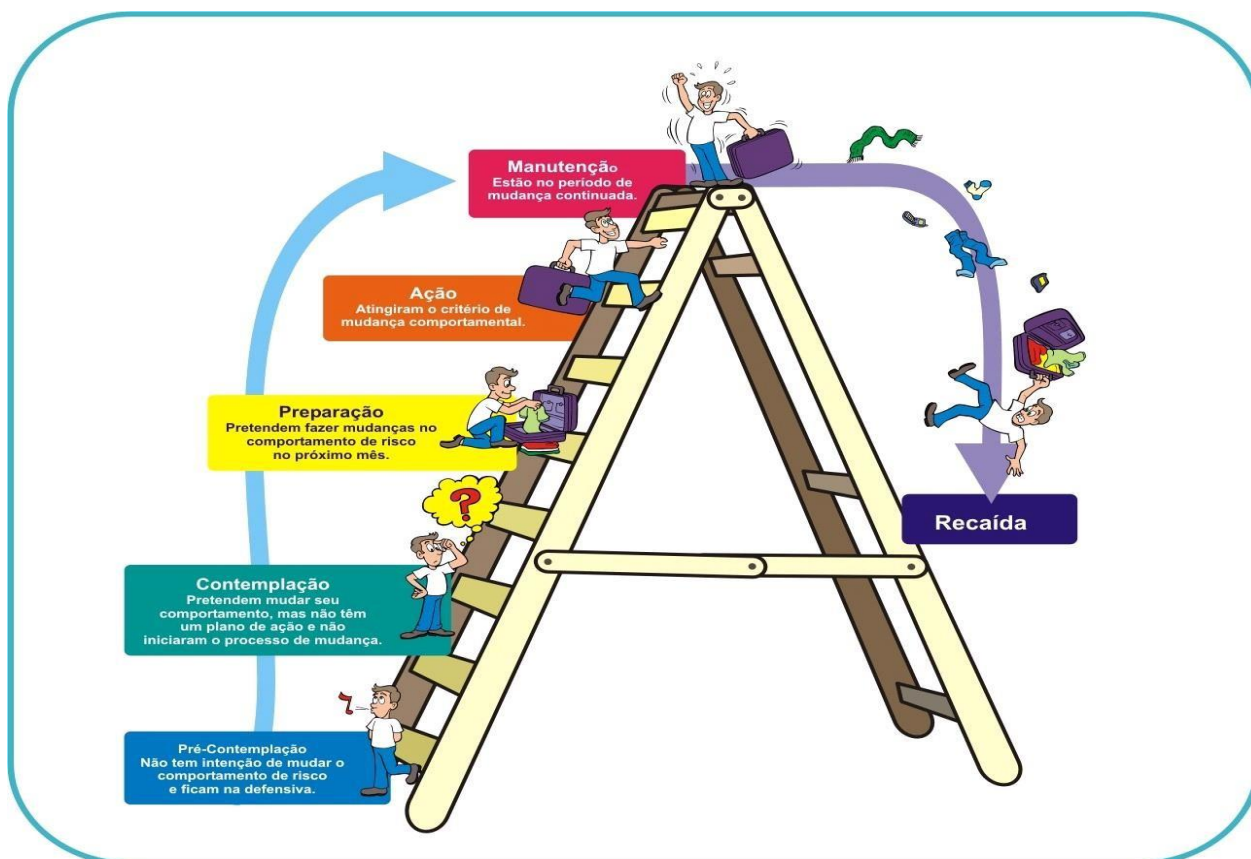 Manutenção
Estão no período de
mudança continuada.
Ação
Atingiram o critério de
mudança comportamental.
Preparação
Pretendem fazer mudanças no
comportamento de risco
no próximo mês.
?
Contemplação
Pretendem mudar seu
comportamento, mas não têm
um plano de ação e não
iniciaram o processo de mudança.
Pré-Contemplação
Não tem intenção de mudar o
comportamento de risco
e ficam na defensiva.
Recaída